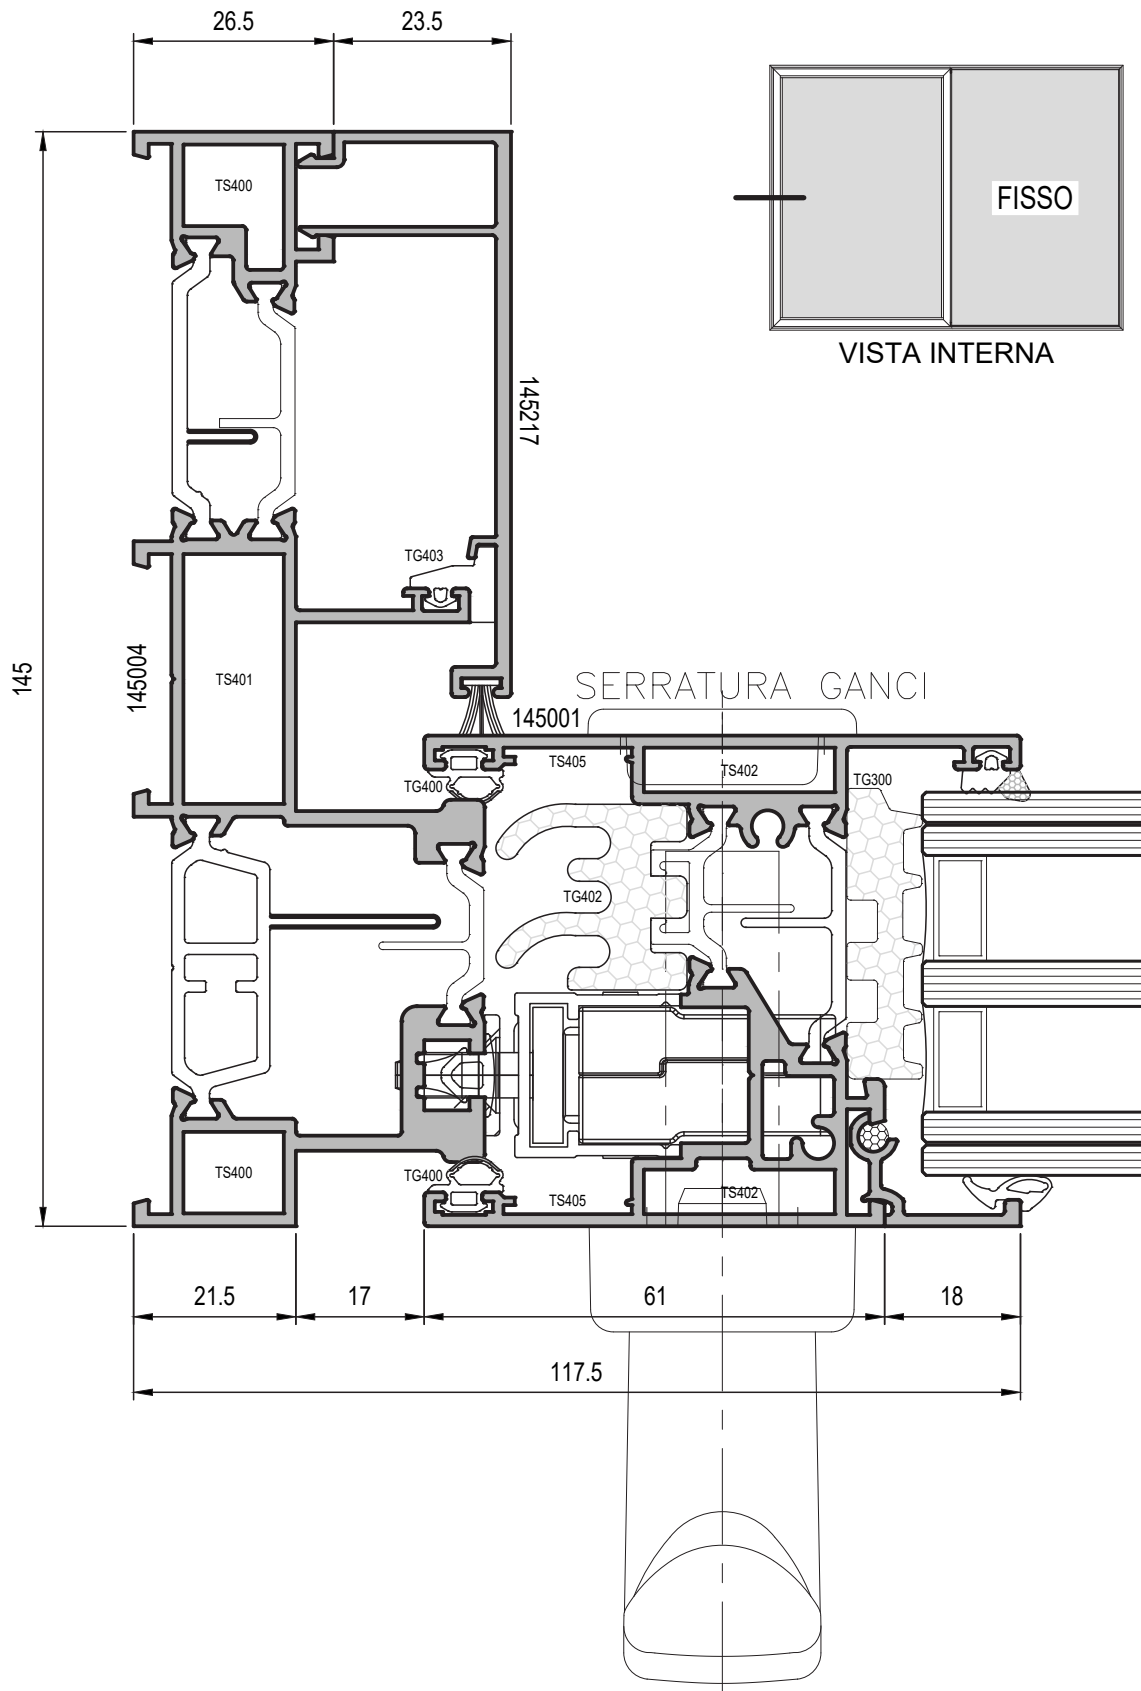 26.5
23.5
TS400
FISSO
VISTA INTERNA
145217
TG403
145
145004
TS401
SERRATURA GANCI
145001
TS405
TS402
TG400
TG300
TG402
TG400
TS400
TS405
TS402
21.5
17
61
18
117.5